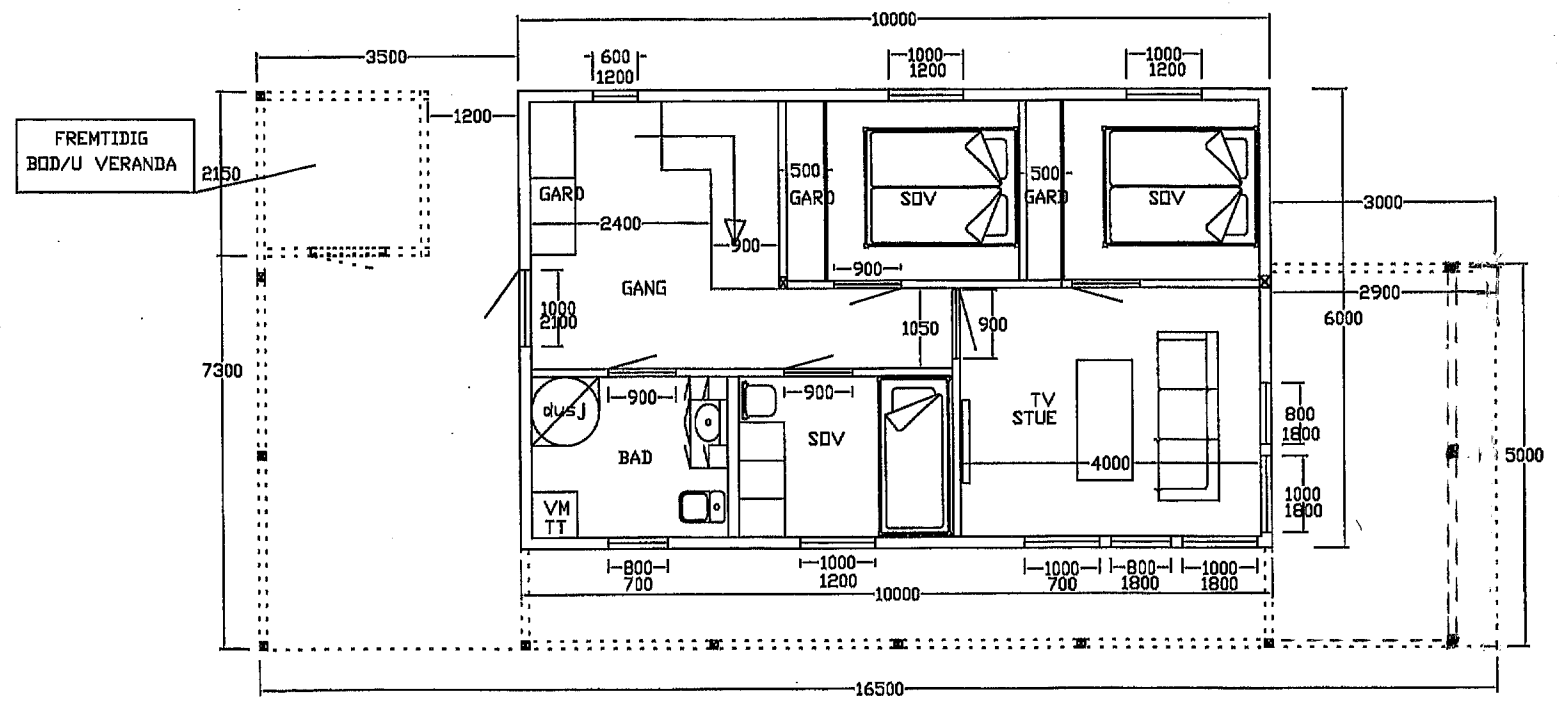 10000
3500
600
1200
1000
1200
1000
1200
1200
FREMTIDIG
BOD/U VERANDA
2150
500
GARD
500
GARD
GARD
SOV
SOV
3000
2400
900
900
GANG
2900
1000
2100
1050
900
6000
7300
900
900
dusj
TV
STUE
800
1800
SOV
BAD
4000
5000
1000
1800
VM
TT
800
700
1000
1200
1000
700
800
1800
1000
1800
10000
16500